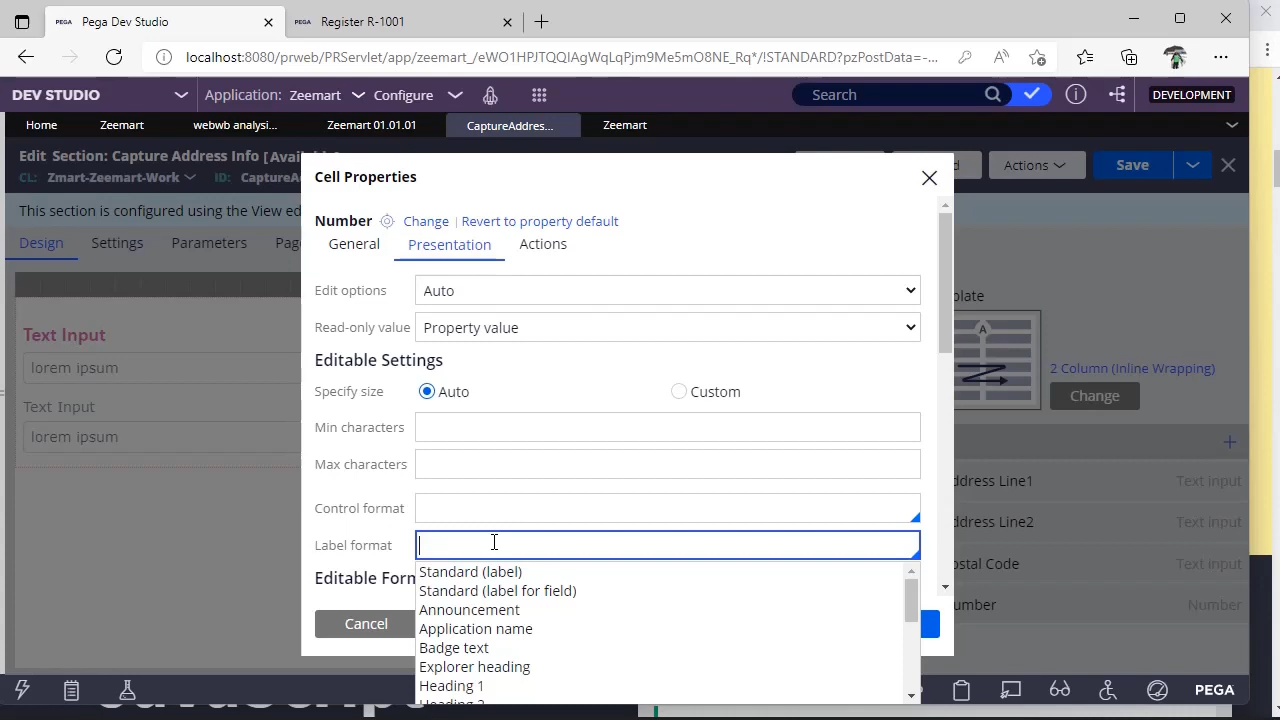 Pega Dev Studio
Register R-1001
localhost:8080/prweb/PRServlet/app/zeemart_/eWO1HPJTQCAgWqLqPjm9Me5mO8NE_Rq*/!STANDARD?pzPostData=-...
DEV STUDIO
Application: Zeemart
Configure
Search
DEVELOPMENT
Home
Zeemart
webwb analysi...
Zeemart 01.01.01
CaptureAddres...
Zeemart
Edit Section: Capture Address Info
CL: Zmart-Zeemart-Work
ID:
Actions
Save
This section is configured using the View
Design
Settings
Parameters
Text Input
lorem ipsum
Text Input
lorem ipsum
Cell Properties
Number
Change | Revert to property default
General
Presentation
Actions
Edit options
Auto
Read-only value
Property value
Editable Settings
Specify size
Auto
Custom
Min characters
Max characters
Control format
Label format
Standard (label)
Standard (label for field)
Announcement
Application name
Badge text
Explorer heading
Heading 1
Cancel
2 Column (Inline Wrapping)
Change
ddress Line1
Text input
ddress Line2
Text input
ostal Code
Text input
umber
Number
PEGA